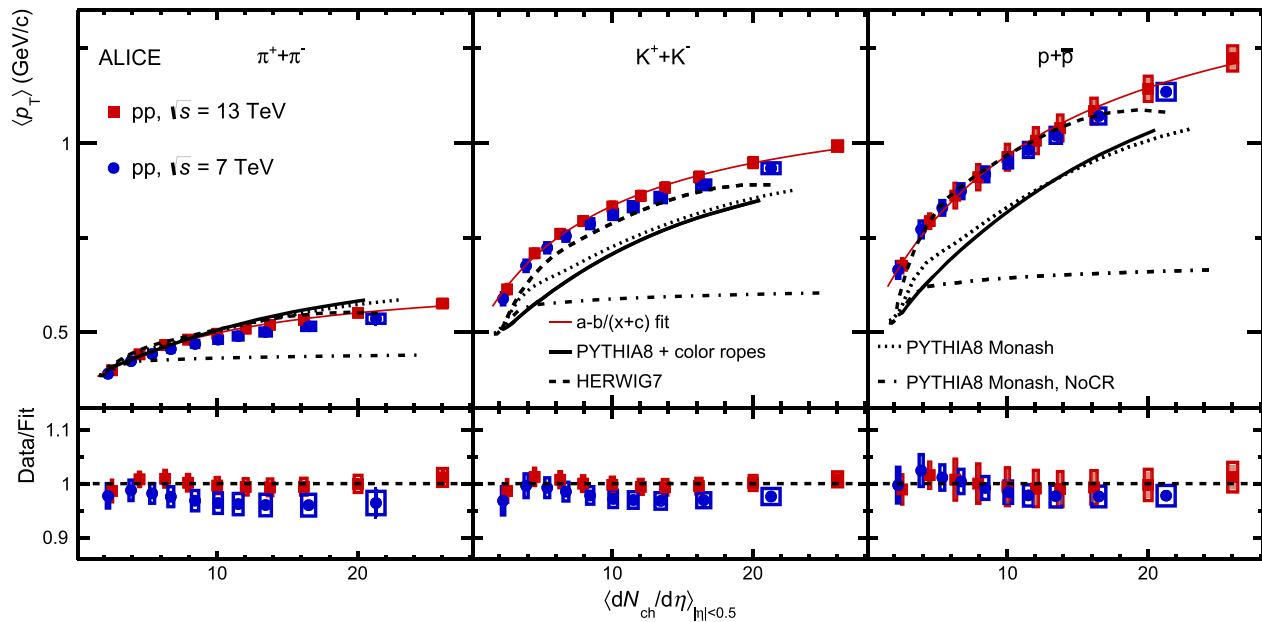 ⟨p_T⟩ (GeV/c)
1
0.5
ALICE
π⁺+π⁻
pp, √s = 13 TeV
pp, √s = 7 TeV
K⁺+K⁻
a-b/(x+c) fit
PYTHIA8 + color ropes
HERWIG7
p+p̅
PYTHIA8 Monash
PYTHIA8 Monash, NoCR
Data/Fit
1.1
1
0.9
10 20 10 20 10 20
⟨dN_ch/dη⟩_|η|<0.5